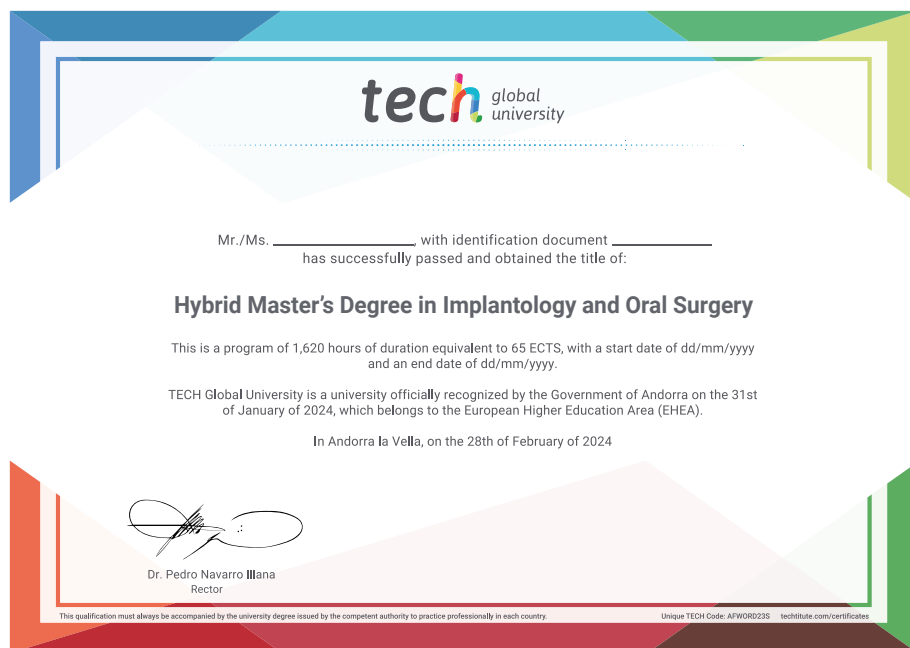 tech global
university
Mr./Ms. ____________, with identification document ____________
has successfully passed and obtained the title of:
Hybrid Master’s Degree in Implantology and Oral Surgery
This is a program of 1,620 hours of duration equivalent to 65 ECTS, with a start date of dd/mm/yyyy
and an end date of dd/mm/yyyy.
TECH Global University is a university officially recognized by the Government of Andorra on the 31st
of January of 2024, which belongs to the European Higher Education Area (EHEA).
In Andorra la Vella, on the 28th of February of 2024
Dr. Pedro Navarro Illana
Rector
This qualification must always be accompanied by the university degree issued by the competent authority to practice professionally in each country. Unique TECH Code: AFWORD23S techtitute.com/certificates